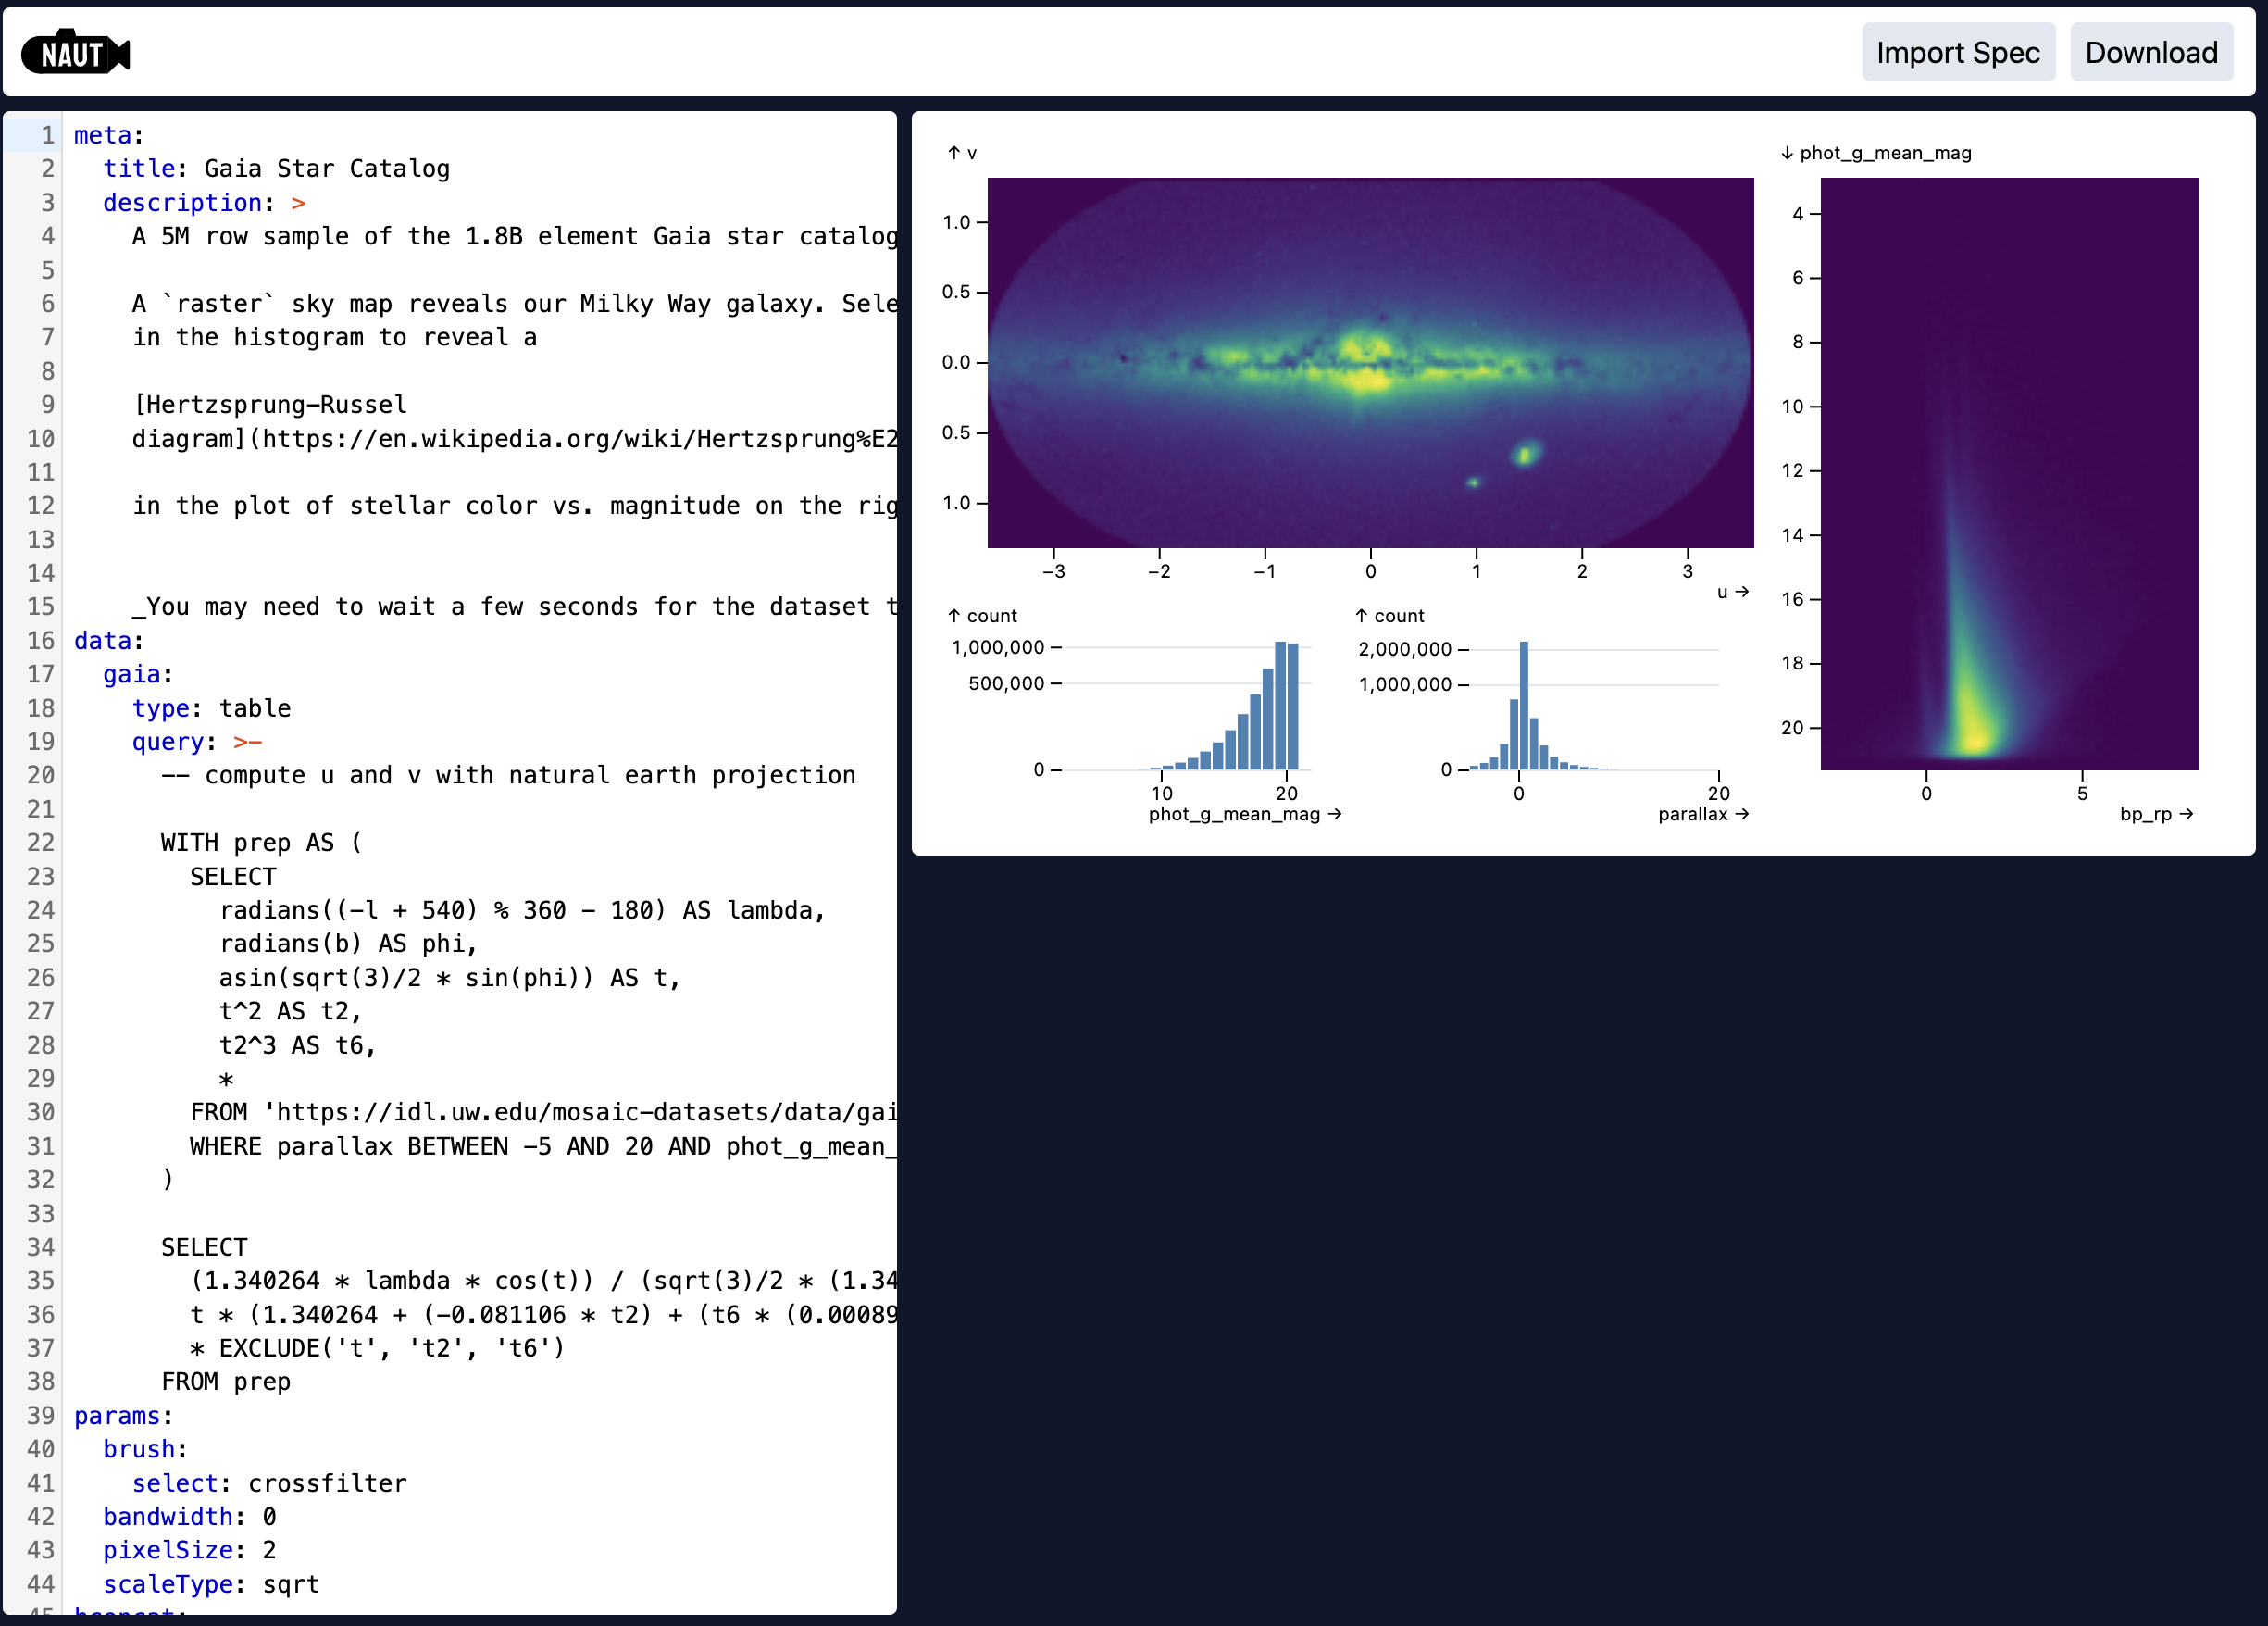 NAUT
Import Spec
Download
1 meta:
2 title: Gaia Star Catalog
3 description: >
4 A 5M row sample of the 1.8B element Gaia star catalog
5
6 A `raster` sky map reveals our Milky Way galaxy. Sele
7 in the histogram to reveal a
8
9 [Hertzsprung-Russel
10 diagram](https://en.wikipedia.org/wiki/Hertzsprung%E2
11
12 in the plot of stellar color vs. magnitude on the rig
13
14
15 _You may need to wait a few seconds for the dataset t
16 data:
17 gaia:
18 type: table
19 query: >-
20 -- compute u and v with natural earth projection
21
22 WITH prep AS (
23 SELECT
24 radians((-l + 540) % 360 - 180) AS lambda,
25 radians(b) AS phi,
26 asin(sqrt(3)/2 * sin(phi)) AS t,
27 t^2 AS t2,
28 t2^3 AS t6,
29 *
30 FROM 'https://idl.uw.edu/mosaic-datasets/data/gai
31 WHERE parallax BETWEEN -5 AND 20 AND phot_g_mean_
32 )
33
34 SELECT
35 (1.340264 * lambda * cos(t)) / (sqrt(3)/2 * (1.34
36 t * (1.340264 + (-0.081106 * t2) + (t6 * (0.00089
37 * EXCLUDE('t', 't2', 't6')
38 FROM prep
39 params:
40 brush:
41 select: crossfilter
42 bandwidth: 0
43 pixelSize: 2
44 scaleType: sqrt
↑ v
1.0
0.5
0.0
0.5
1.0
−3 −2 −1 0 1 2 3
u →
↑ count
1,000,000
500,000
0
10 20
phot_g_mean_mag →
↑ count
2,000,000
1,000,000
0
0 20
parallax →
↓ phot_g_mean_mag
4
6
8
10
12
14
16
18
20
0 5
bp_rp →